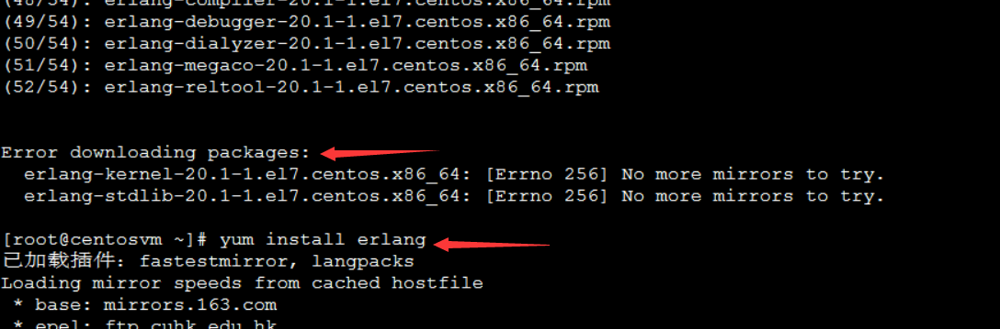 (48/54): erlang-compiler-20.1-1.el7.centos.x86_64.rpm
(49/54): erlang-debugger-20.1-1.el7.centos.x86_64.rpm
(50/54): erlang-dialyzer-20.1-1.el7.centos.x86_64.rpm
(51/54): erlang-megaco-20.1-1.el7.centos.x86_64.rpm
(52/54): erlang-reltool-20.1-1.el7.centos.x86_64.rpm
Error downloading packages:
erlang-kernel-20.1-1.el7.centos.x86_64: [Errno 256] No more mirrors to try.
erlang-stdlib-20.1-1.el7.centos.x86_64: [Errno 256] No more mirrors to try.
[root@centosvm ~]# yum install erlang
已加载插件：fastestmirror, langpacks
Loading mirror speeds from cached hostfile
* base: mirrors.163.com
* epel: ftp.cuhk.edu.hk